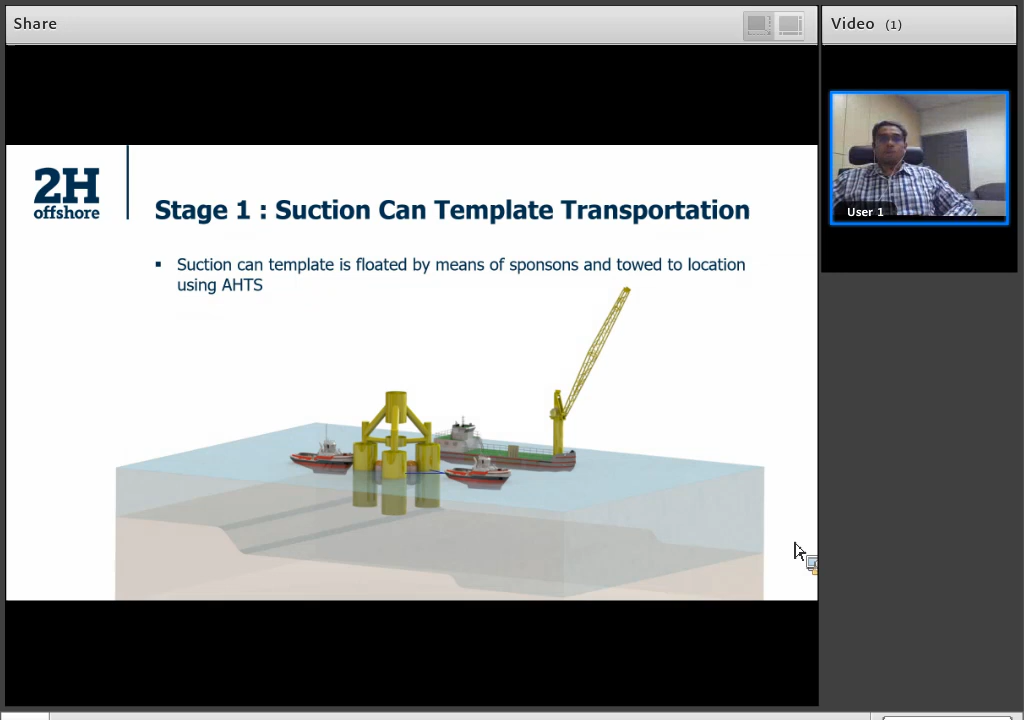 Share
Video (1)
2H
offshore
Stage 1 : Suction Can Template Transportation
▪ Suction can template is floated by means of sponsons and towed to location
using AHTS
User 1